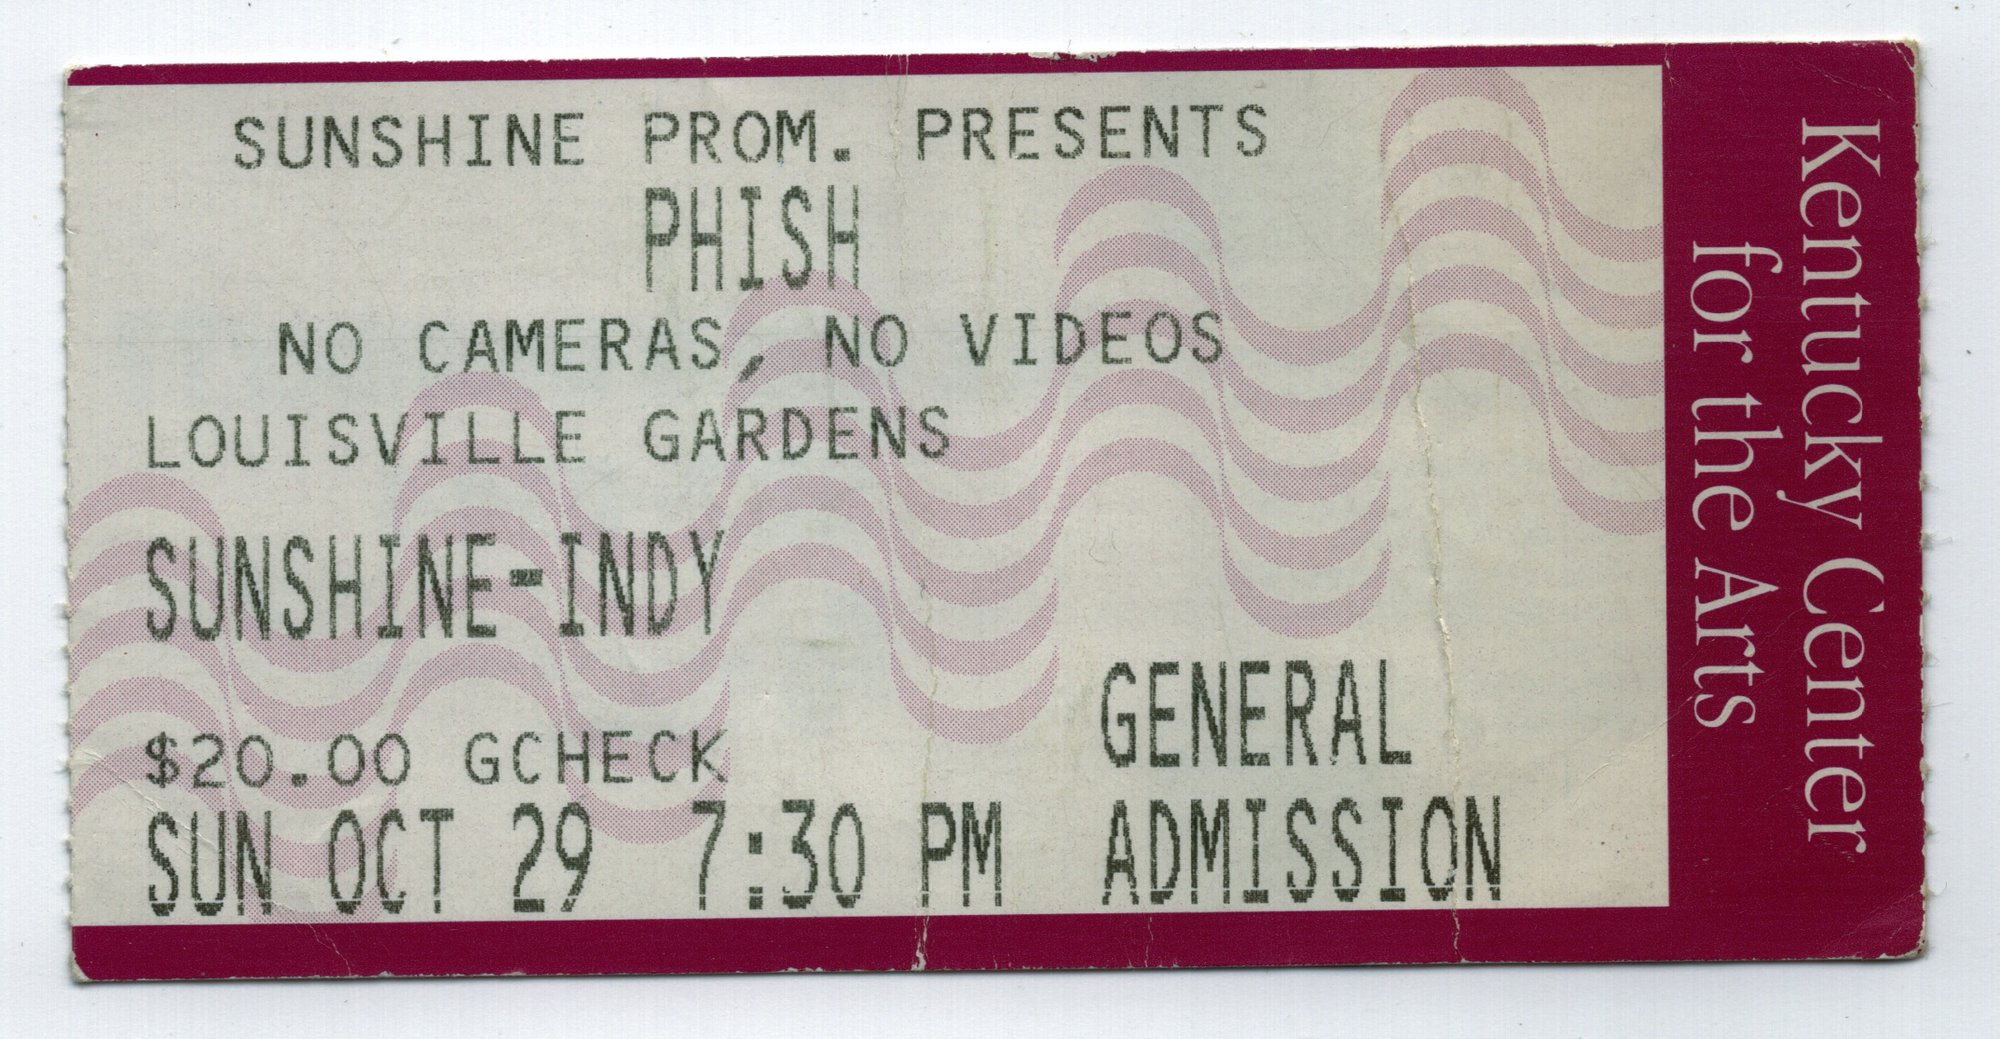 SUNSHINE PROM. PRESENTS
PHISH
NO CAMERAS, NO VIDEOS
LOUISVILLE GARDENS
SUNSHINE-INDY
$20.00 GCHECK
GENERAL
SUN OCT 29 7:30 PM ADMISSION
Kentucky Center
for the Arts